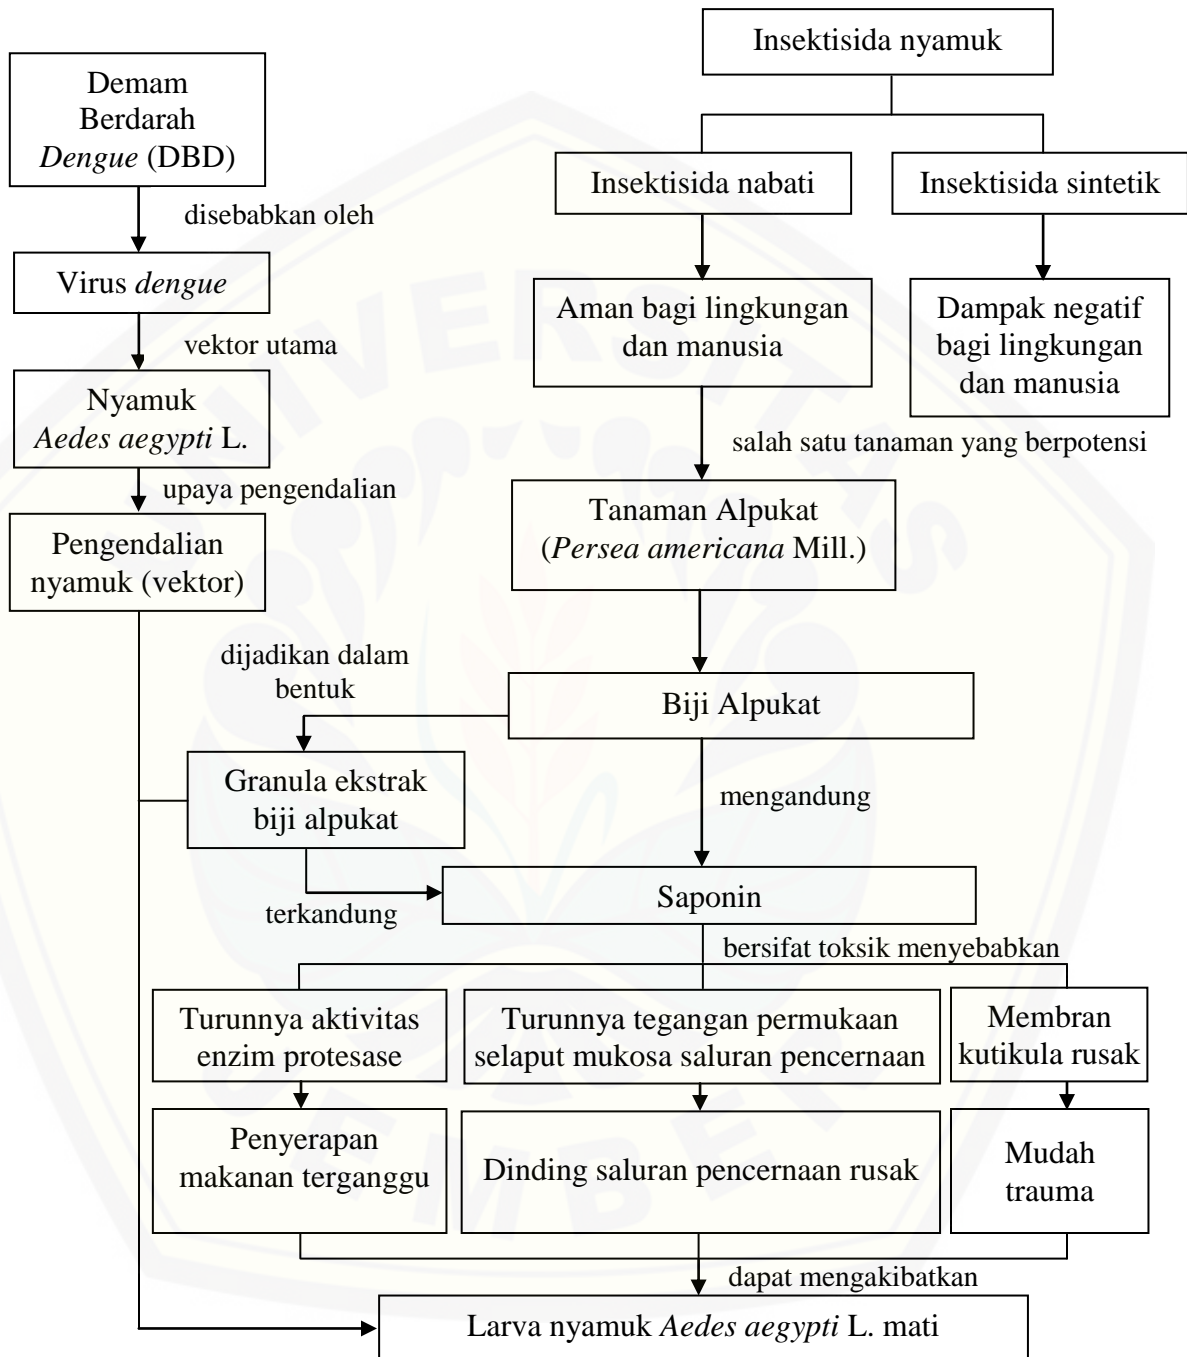 Insektisida nyamuk
Demam
Berdarah
Dengue (DBD)
Insektisida nabati
Insektisida sintetik
disebabkan oleh
Virus dengue
Aman bagi lingkungan
dan manusia
Dampak negatif
bagi lingkungan
dan manusia
vektor utama
Nyamuk
Aedes aegypti L.
salah satu tanaman yang berpotensi
upaya pengendalian
Tanaman Alpukat
(Persea americana Mill.)
Pengendalian
nyamuk (vektor)
dijadikan dalam
bentuk
Biji Alpukat
Granula ekstrak
biji alpukat
mengandung
terkandung
Saponin
bersifat toksik menyebabkan
Turunnya aktivitas
enzim protesase
Turunnya tegangan permukaan
selaput mukosa saluran pencernaan
Membran
kutikula rusak
Penyerapan
makanan terganggu
Dinding saluran pencernaan rusak
Mudah
trauma
dapat mengakibatkan
Larva nyamuk Aedes aegypti L. mati
UNIVERSITAS
JEMBER